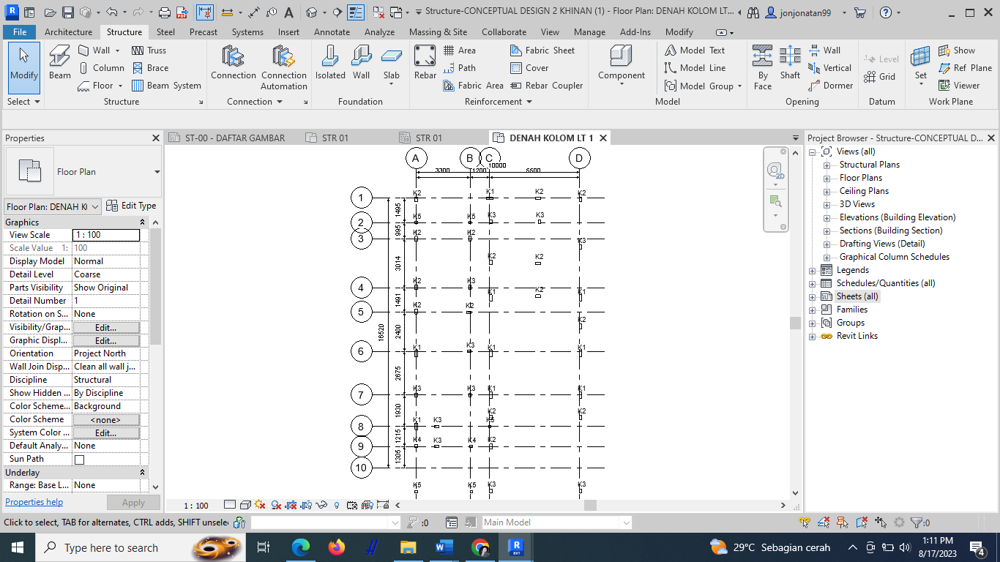 Structure-CONCEPTUAL DESIGN 2 KHINAN (1) - Floor Plan: DENAH KOLOM LT... jonjonatan99
File Architecture Structure Steel Precast Systems Insert Annotate Analyze Massing & Site Collaborate View Manage Add-Ins Modify
Modify
Select
Beam
Wall Truss
Column Brace
Floor Beam System
Structure
Connection
Connection Automation
Connection
Isolated Wall Slab
Foundation
Rebar
Area Fabric Sheet
Path Cover
Fabric Area Rebar Coupler
Reinforcement
Component
Model Text
Model Line
Model Group
Model
By Face
Shaft
Wall
Vertical
Dormer
Opening
Level
Grid
Datum
Set
Show
Ref Plane
Viewer
Work Plane
Properties
Floor Plan
Floor Plan: DENAH K Edit Type
Graphics
View Scale 1 : 100
Scale Value 1: 100
Display Model Normal
Detail Level Coarse
Parts Visibility Show Original
Detail Number 1
Rotation on S... None
Visibility/Grap... Edit...
Graphic Displ... Edit...
Orientation Project North
Wall Join Disp... Clean all wall j...
Discipline Structural
Show Hidden ... By Discipline
Color Scheme... Background
Color Scheme <none>
System Color ... Edit...
Default Analy... None
Sun Path
Underlay
Range: Base L... None
Properties help Apply
ST-00 - DAFTAR GAMBAR STR 01 STR 01 DENAH KOLOM LT 1
A B C D
10000
3300 1200 5500
1 K2 K1 K2 K2
1495
2 K5 K5 K3 K3
995
3 K2 K2
K3
3014
K2 K2
4 K2 K3
K1 K2 K1
1491
5 K2 K2
K2
16520
2400
6 K1 K3 K1 K1
2675
7 K3 K3 K1 K1
1930
K2 K2
8 K1 K3 K5
1215
9 K4 K3 K4 K2
1305
10
K5 K5 K3 K3
2D
1 : 100
Project Browser - Structure-CONCEPTUAL D...
Views (all)
Structural Plans
Floor Plans
Ceiling Plans
3D Views
Elevations (Building Elevation)
Sections (Building Section)
Drafting Views (Detail)
Graphical Column Schedules
Legends
Schedules/Quantities (all)
Sheets (all)
Families
Groups
Revit Links
Click to select, TAB for alternates, CTRL adds, SHIFT unsele :0 Main Model :0
Type here to search
29°C Sebagian cerah
1:11 PM
8/17/2023
4